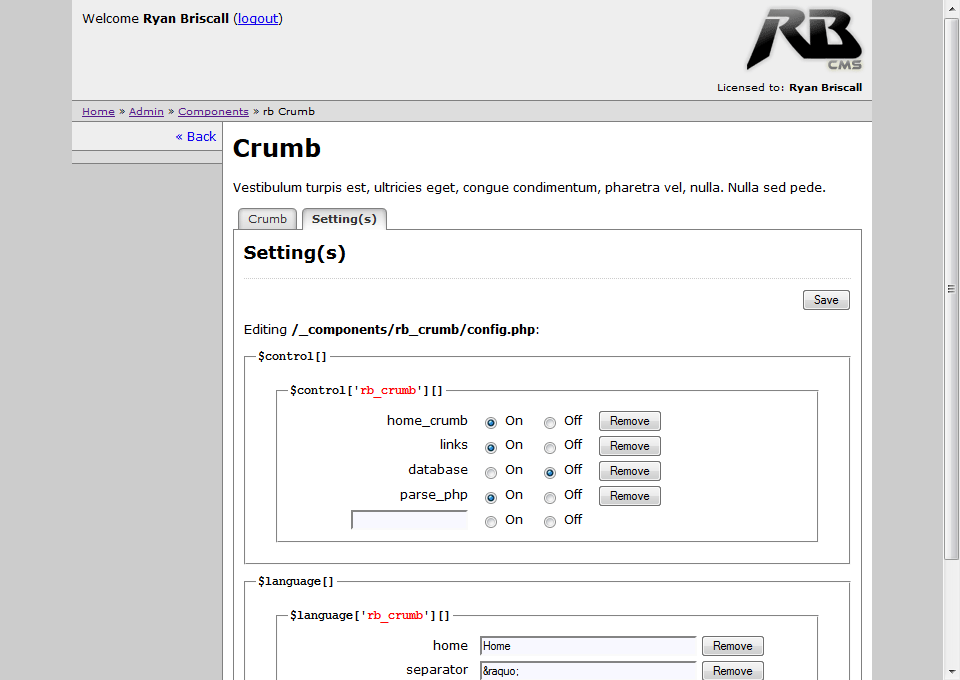 Welcome Ryan Briscall (logout)
RB
CMS
Licensed to: Ryan Briscall
Home » Admin » Components » rb Crumb
« Back
Crumb
Vestibulum turpis est, ultricies eget, congue condimentum, pharetra vel, nulla. Nulla sed pede.
Crumb Setting(s)
Setting(s)
Save
Editing /_components/rb_crumb/config.php:
$control[]
$control['rb_crumb'][]
home_crumb On Off Remove
links On Off Remove
database On Off Remove
parse_php On Off Remove
On Off
$language[]
$language['rb_crumb'][]
home Home Remove
separator &raquo; Remove